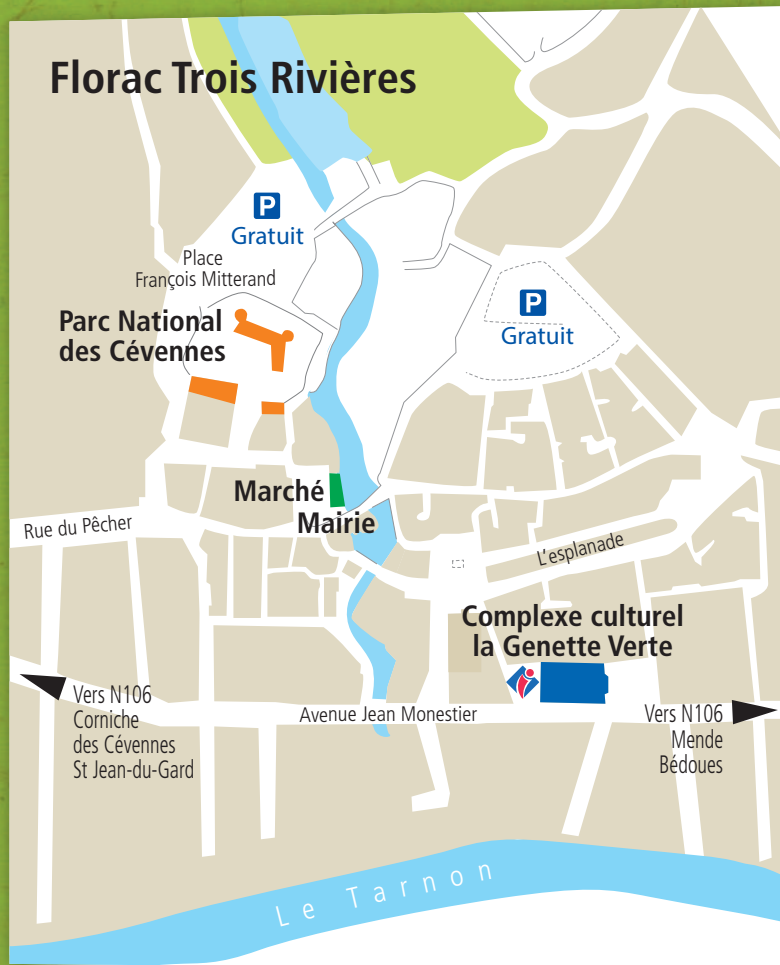 Florac Trois Rivières
P
Gratuit
Place
François Mitterand
P
Gratuit
Parc National
des Cévennes
Marché
Mairie
Rue du Pêcher
L'esplanade
Complexe culturel
la Genette Verte
Vers N106
Corniche
des Cévennes
St Jean-du-Gard
Avenue Jean Monestier
Vers N106
Mende
Bédoues
Le Tarnon